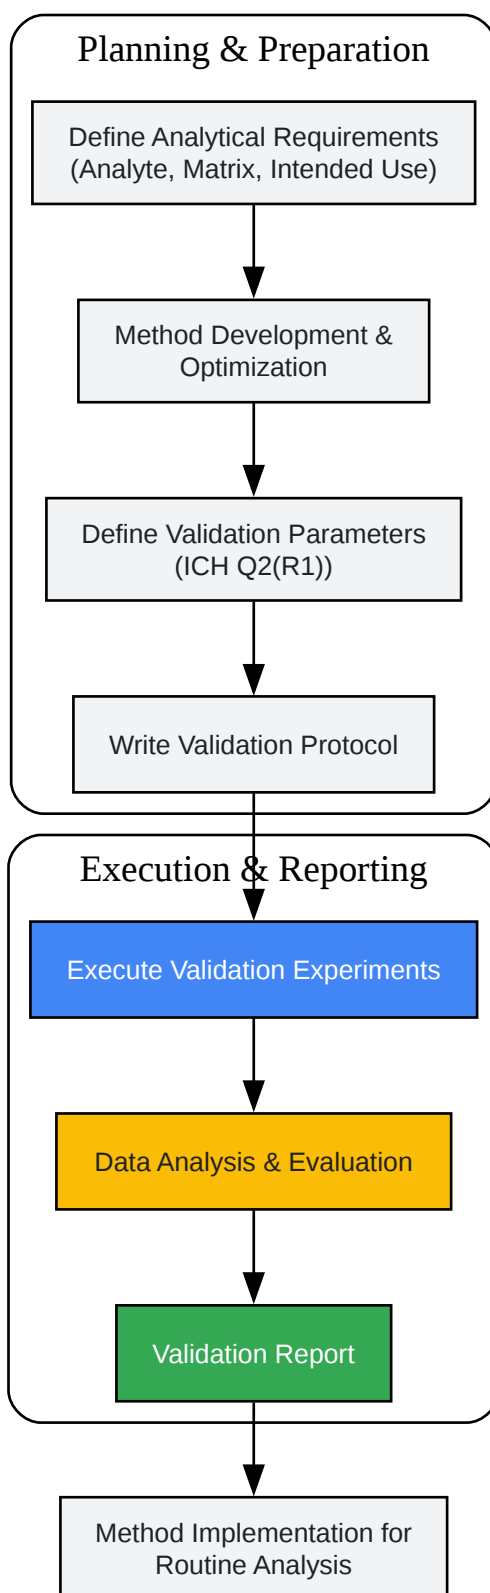 Planning & Preparation
Define Analytical Requirements
(Analyte, Matrix, Intended Use)
Method Development &
Optimization
Define Validation Parameters
(ICH Q2(R1))
Write Validation Protocol
Execution & Reporting
Execute Validation Experiments
Data Analysis & Evaluation
Validation Report
Method Implementation for
Routine Analysis